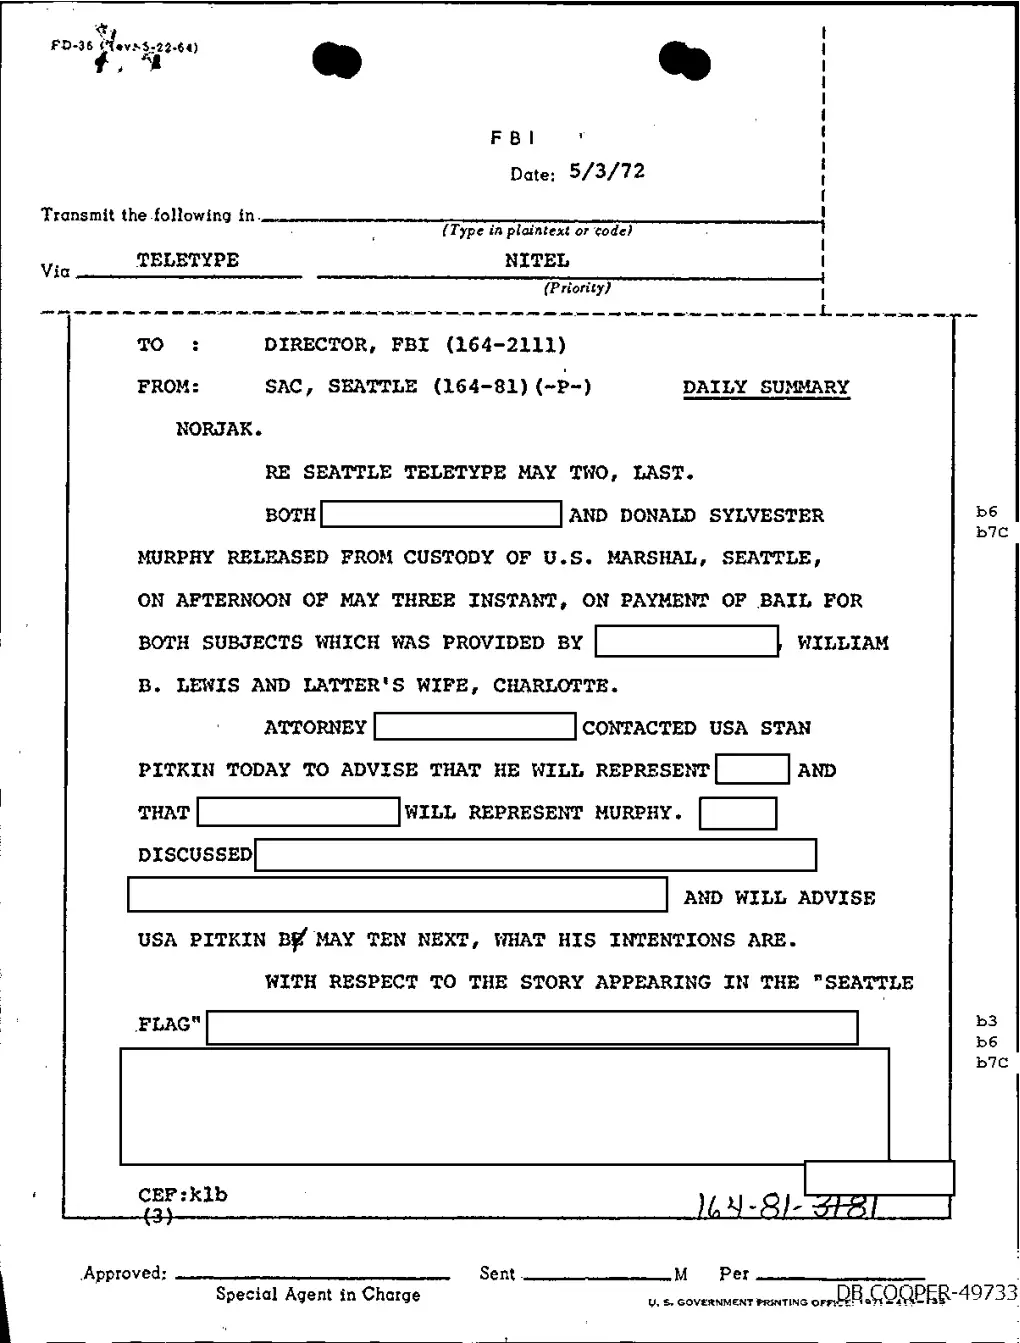 FD-36 (Rev. 5-22-64)
FBI
Date: 5/3/72
Transmit the following in
(Type in plaintext or code)
Via TELETYPE NITEL
(Priority)
TO : DIRECTOR, FBI (164-2111)
FROM: SAC, SEATTLE (164-81) (-P-) DAILY SUMMARY
NORJAK.
RE SEATTLE TELETYPE MAY TWO, LAST.
BOTH AND DONALD SYLVESTER b6
b7C
MURPHY RELEASED FROM CUSTODY OF U.S. MARSHAL, SEATTLE,
ON AFTERNOON OF MAY THREE INSTANT, ON PAYMENT OF BAIL FOR
BOTH SUBJECTS WHICH WAS PROVIDED BY , WILLIAM
B. LEWIS AND LATTER'S WIFE, CHARLOTTE.
ATTORNEY CONTACTED USA STAN
PITKIN TODAY TO ADVISE THAT HE WILL REPRESENT AND
THAT WILL REPRESENT MURPHY.
DISCUSSED
AND WILL ADVISE
USA PITKIN BY MAY TEN NEXT, WHAT HIS INTENTIONS ARE.
WITH RESPECT TO THE STORY APPEARING IN THE "SEATTLE
FLAG" b3
b6
b7C
CEF:klb
(3)
164-81-3181
Approved: Sent M Per
Special Agent in Charge
U. S. GOVERNMENT PRINTING OFFICE:
DB COOPER-49733